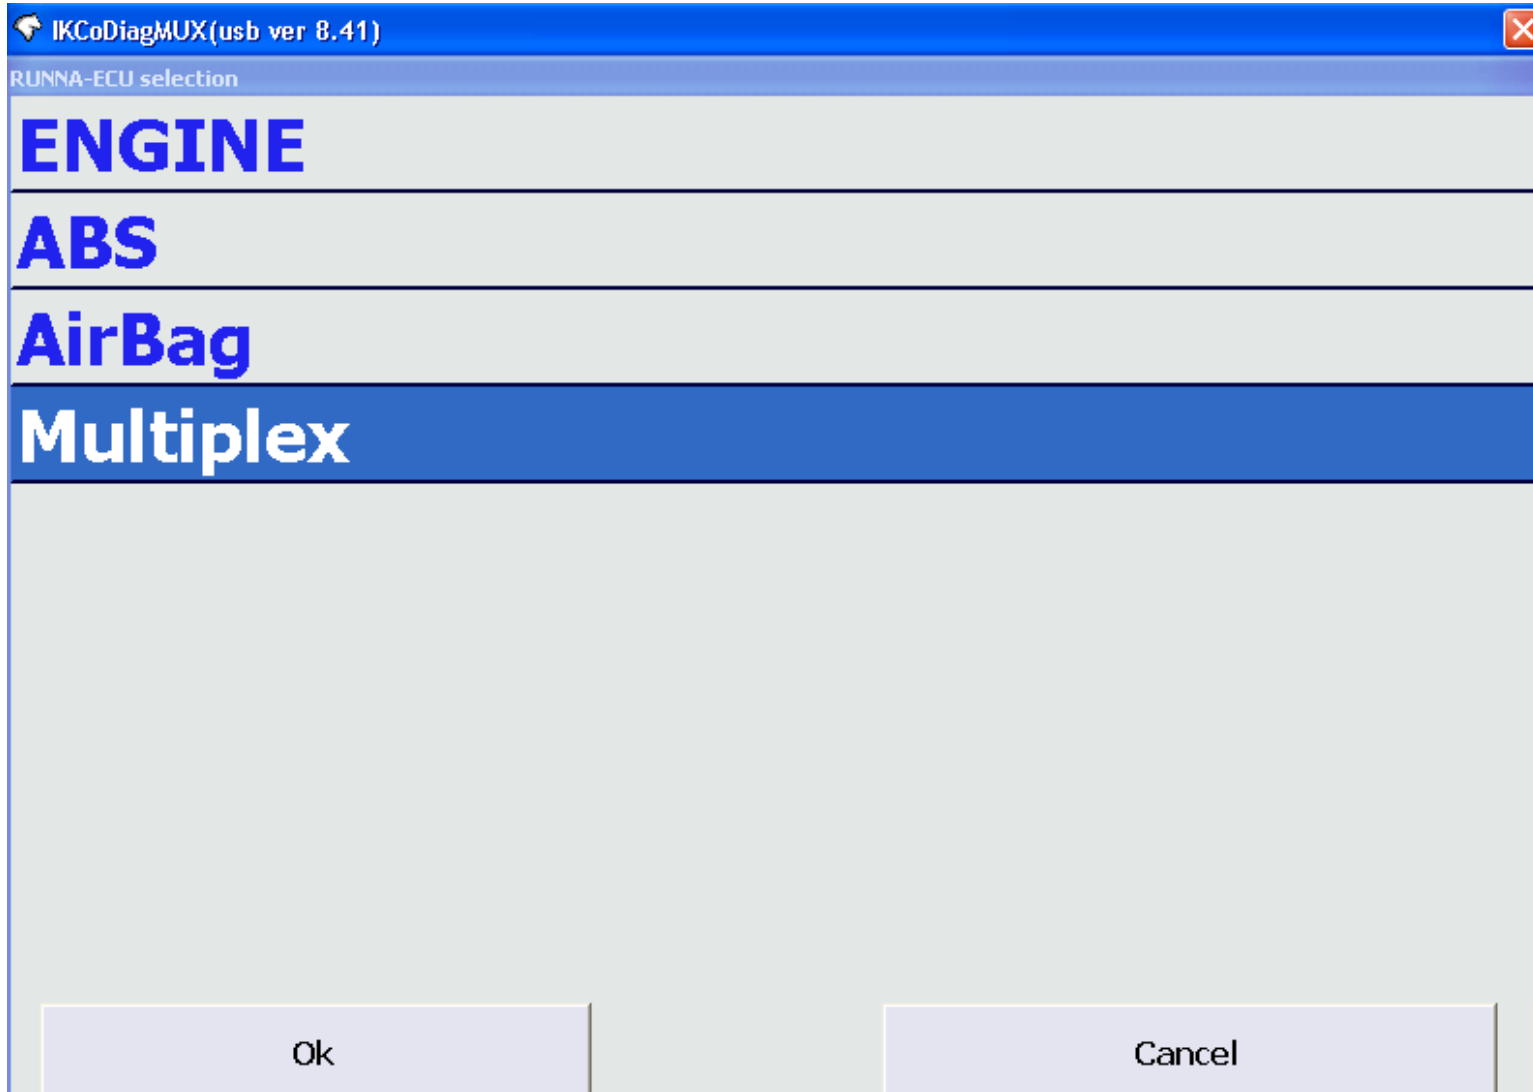 IKCoDiagMUX(usb ver 8.41)
RUNNA-ECU selection
ENGINE
ABS
AirBag
Multiplex
Ok
Cancel